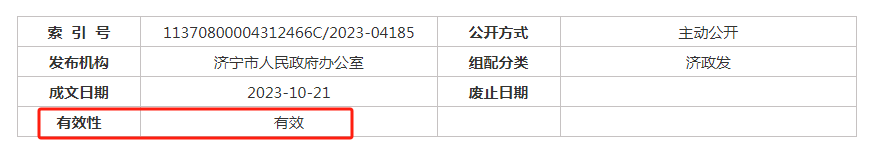 索 引 号 11370800004312466C/2023-04185 公开方式 主动公开
发布机构 济宁市人民政府办公室 组配分类 济政发
成文日期 2023-10-21 废止日期
有效性 有效